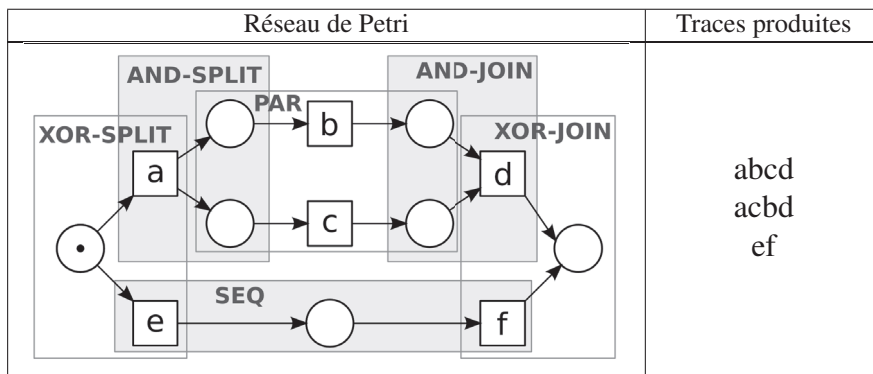 Réseau de Petri
Traces produites
AND-SPLIT
AND-JOIN
PAR
XOR-SPLIT
XOR-JOIN
b
a
d
c
abcd
acbd
ef
SEQ
e
f